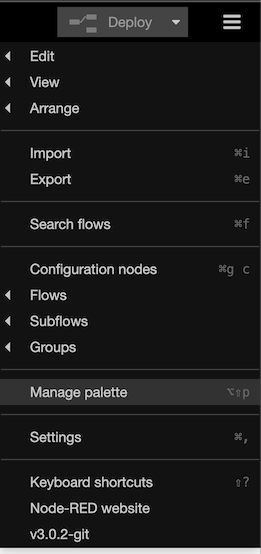 Deploy
Edit
View
Arrange
Import ⌘i
Export ⌘e
Search flows ⌘f
Configuration nodes ⌘g c
Flows
Subflows
Groups
Manage palette ⌥⇧p
Settings ⌘,
Keyboard shortcuts ⇧?
Node-RED website
v3.0.2-git